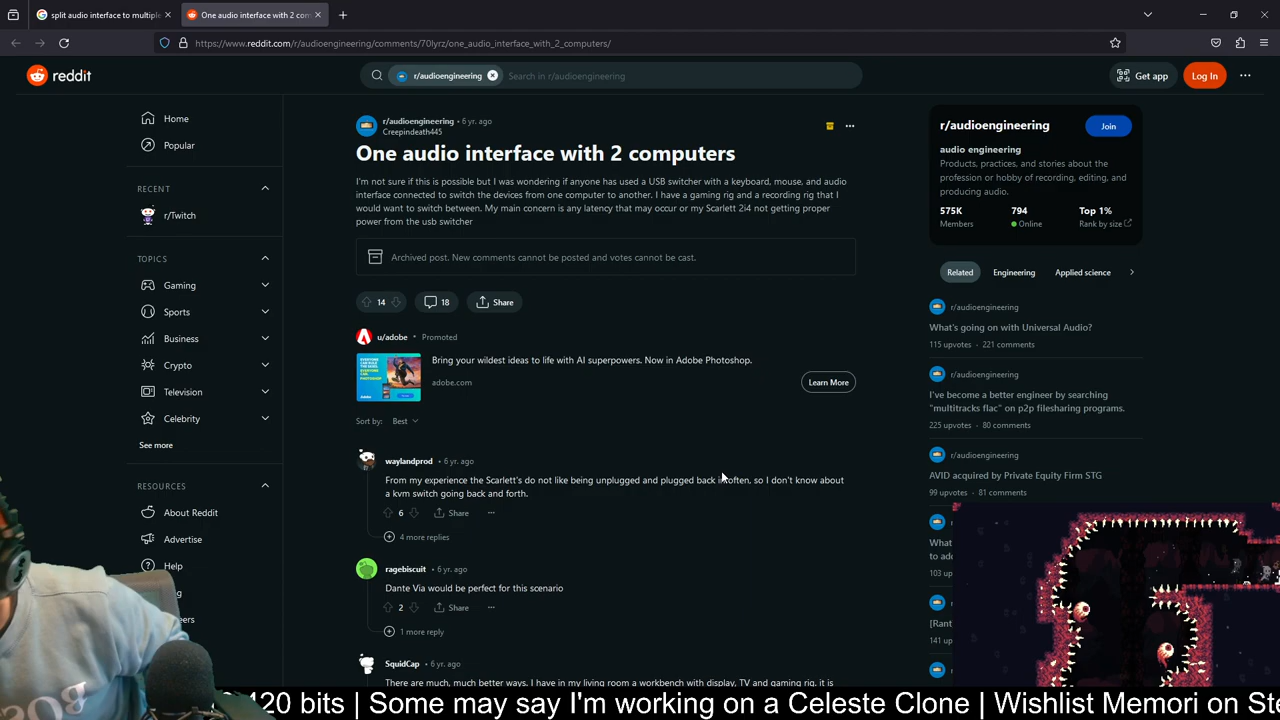 split audio interface to multiple
One audio interface with 2 com
https://www.reddit.com/r/audioengineering/comments/70lyrz/one_audio_interface_with_2_computers/
reddit
r/audioengineering
Search in r/audioengineering
Get app
Log In
Home
Popular
RECENT
r/Twitch
TOPICS
Gaming
Sports
Business
Crypto
Television
Celebrity
See more
RESOURCES
About Reddit
Advertise
Help
r/audioengineering • 6 yr. ago
Creepindeath445
One audio interface with 2 computers
I'm not sure if this is possible but I was wondering if anyone has used a USB switcher with a keyboard, mouse, and audio
interface connected to switch the devices from one computer to another. I have a gaming rig and a recording rig that I
would want to switch between. My main concern is any latency that may occur or my Scarlett 2i4 not getting proper
power from the usb switcher
Archived post. New comments cannot be posted and votes cannot be cast.
14
18
Share
u/adobe • Promoted
Bring your wildest ideas to life with AI superpowers. Now in Adobe Photoshop.
adobe.com
Learn More
Sort by: Best
waylandprod • 6 yr. ago
From my experience the Scarlett's do not like being unplugged and plugged back in often, so I don't know about
a kvm switch going back and forth.
6
Share
4 more replies
ragebiscuit • 6 yr. ago
Dante Via would be perfect for this scenario
2
Share
1 more reply
SquidCap • 6 yr. ago
There are much, much better ways. I have in my living room a workbench with display, TV and gaming rig, it is
r/audioengineering
Join
audio engineering
Products, practices, and stories about the
profession or hobby of recording, editing, and
producing audio.
575K
Members
794
Online
Top 1%
Rank by size
Related
Engineering
Applied science
r/audioengineering
What's going on with Universal Audio?
115 upvotes • 221 comments
r/audioengineering
I've become a better engineer by searching
"multitracks flac" on p2p filesharing programs.
225 upvotes • 80 comments
r/audioengineering
AVID acquired by Private Equity Firm STG
99 upvotes • 81 comments
What
to add
103 up
[Rant
141 up
420 bits | Some may say I'm working on a Celeste Clone | Wishlist Memori on Ste